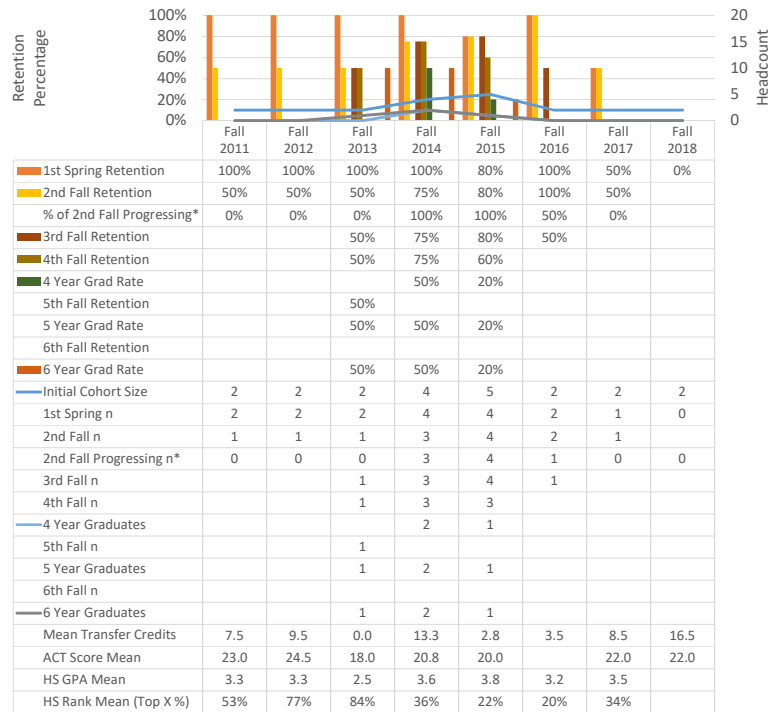 Retention Percentage
100%
80%
60%
40%
20%
0%
20
15
10
5
0
Headcount
Fall 2011 Fall 2012 Fall 2013 Fall 2014 Fall 2015 Fall 2016 Fall 2017 Fall 2018
1st Spring Retention 100% 100% 100% 100% 80% 100% 50% 0%
2nd Fall Retention 50% 50% 50% 75% 80% 100% 50%
% of 2nd Fall Progressing* 0% 0% 0% 100% 100% 50% 0%
3rd Fall Retention 50% 75% 80% 50%
4th Fall Retention 50% 75% 60%
4 Year Grad Rate 50% 20%
5th Fall Retention 50%
5 Year Grad Rate 50% 50% 20%
6th Fall Retention
6 Year Grad Rate 50% 50% 20%
Initial Cohort Size 2 2 2 4 5 2 2 2
1st Spring n 2 2 2 4 4 2 1 0
2nd Fall n 1 1 1 3 4 2 1
2nd Fall Progressing n* 0 0 0 3 4 1 0 0
3rd Fall n 1 3 4 1
4th Fall n 1 3 3
4 Year Graduates 2 1
5th Fall n 1
5 Year Graduates 1 2 1
6th Fall n
6 Year Graduates 1 2 1
Mean Transfer Credits 7.5 9.5 0.0 13.3 2.8 3.5 8.5 16.5
ACT Score Mean 23.0 24.5 18.0 20.8 20.0 22.0 22.0
HS GPA Mean 3.3 3.3 2.5 3.6 3.8 3.2 3.5
HS Rank Mean (Top X %) 53% 77% 84% 36% 22% 20% 34%